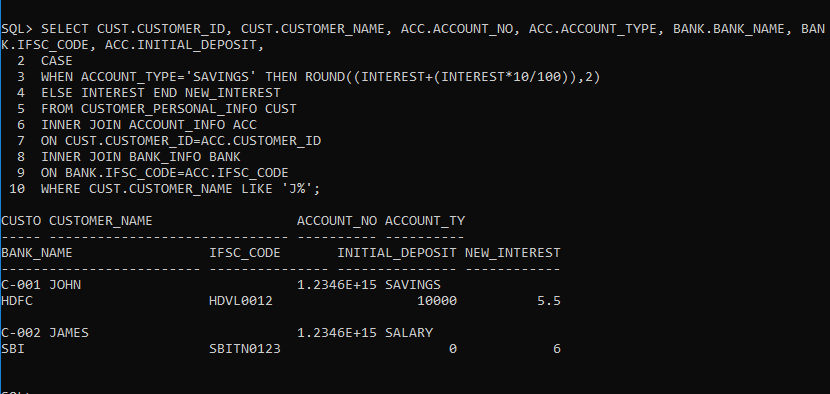 SQL> SELECT CUST.CUSTOMER_ID, CUST.CUSTOMER_NAME, ACC.ACCOUNT_NO, ACC.ACCOUNT_TYPE, BANK.BANK_NAME, BAN
K.IFSC_CODE, ACC.INITIAL_DEPOSIT,
  2  CASE
  3  WHEN ACCOUNT_TYPE='SAVINGS' THEN ROUND((INTEREST+(INTEREST*10/100)),2)
  4  ELSE INTEREST END NEW_INTEREST
  5  FROM CUSTOMER_PERSONAL_INFO CUST
  6  INNER JOIN ACCOUNT_INFO ACC
  7  ON CUST.CUSTOMER_ID=ACC.CUSTOMER_ID
  8  INNER JOIN BANK_INFO BANK
  9  ON BANK.IFSC_CODE=ACC.IFSC_CODE
 10  WHERE CUST.CUSTOMER_NAME LIKE 'J%';
CUSTO CUSTOMER_NAME                  ACCOUNT_NO ACCOUNT_TY
----- ------------------------------ ---------- ----------
BANK_NAME                 IFSC_CODE       INITIAL_DEPOSIT NEW_INTEREST
------------------------- --------------- --------------- ------------
C-001 JOHN                           1.2346E+15 SAVINGS
HDFC                      HDVL0012                  10000          5.5
C-002 JAMES                          1.2346E+15 SALARY
SBI                       SBITN0123                     0            6